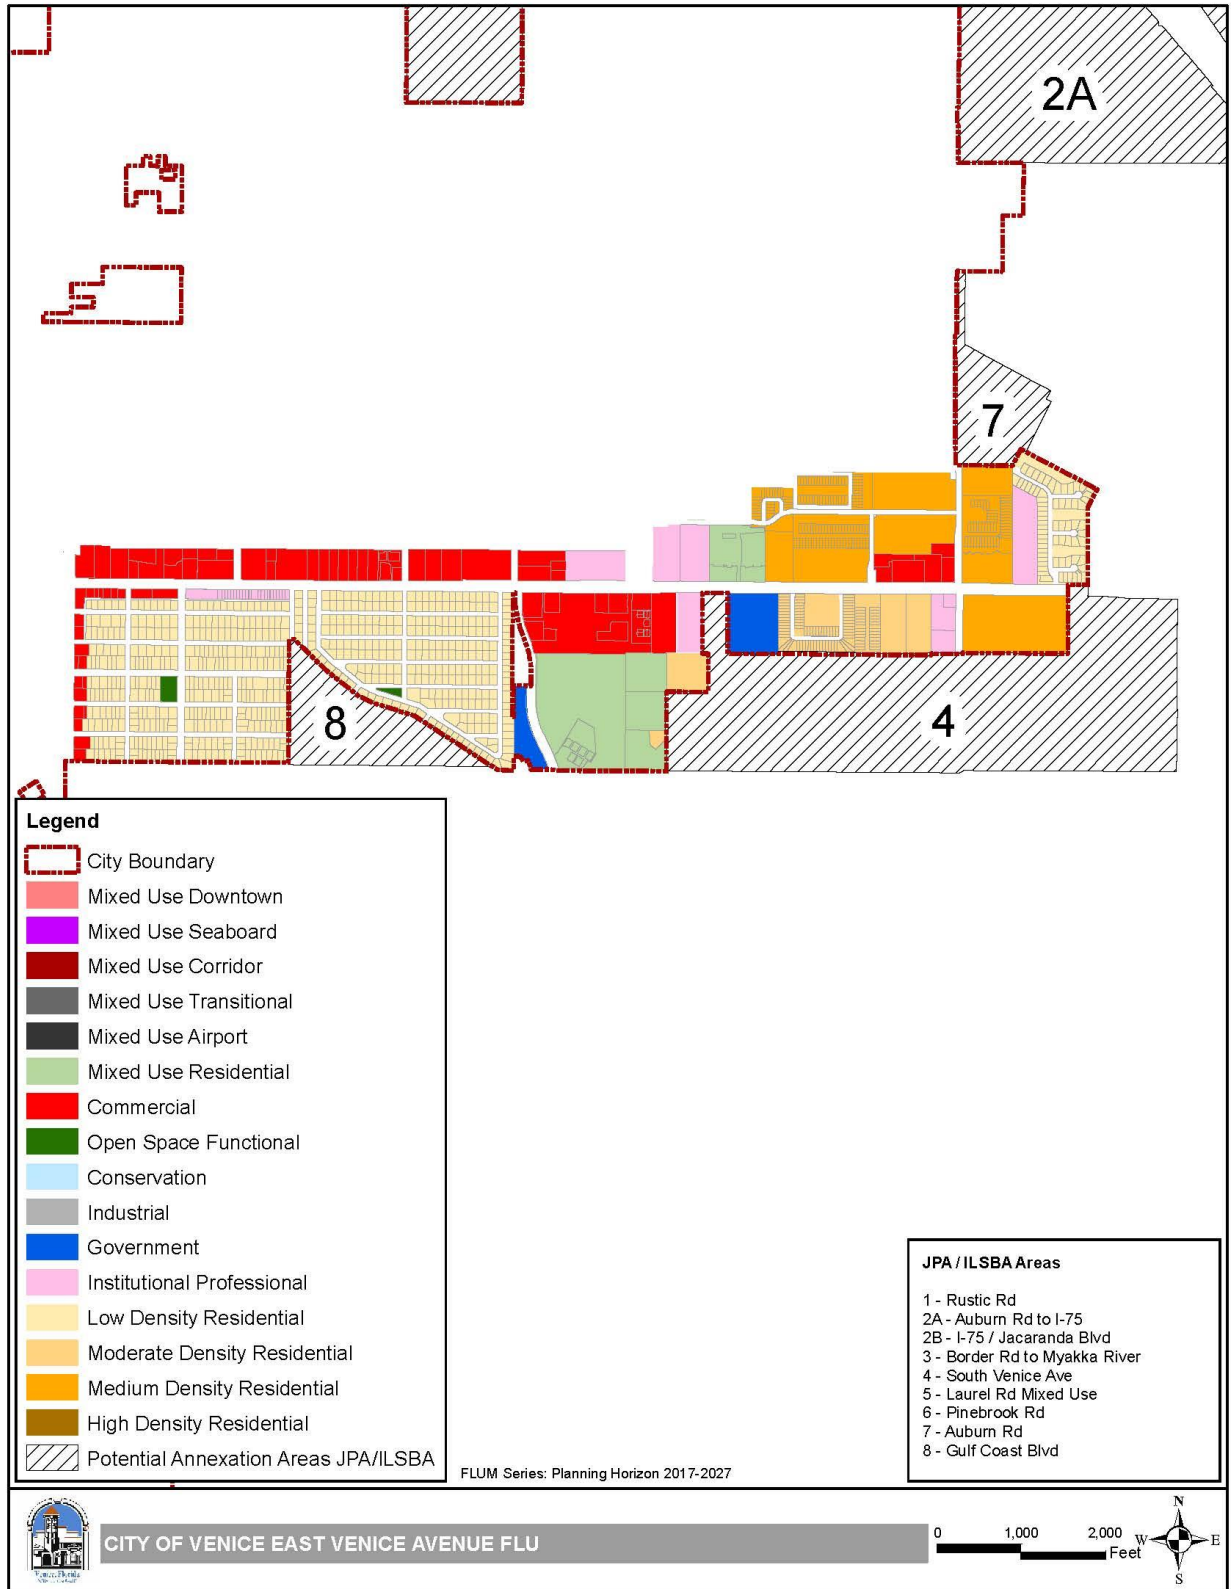 2A
7
8
4
Legend
City Boundary
Mixed Use Downtown
Mixed Use Seaboard
Mixed Use Corridor
Mixed Use Transitional
Mixed Use Airport
Mixed Use Residential
Commercial
Open Space Functional
Conservation
Industrial
Government
Institutional Professional
Low Density Residential
Moderate Density Residential
Medium Density Residential
High Density Residential
Potential Annexation Areas JPA/ILSBA
FLUM Series: Planning Horizon 2017-2027
JPA / ILSBA Areas
1 - Rustic Rd
2A - Auburn Rd to I-75
2B - I-75 / Jacaranda Blvd
3 - Border Rd to Myakka River
4 - South Venice Ave
5 - Laurel Rd Mixed Use
6 - Pinebrook Rd
7 - Auburn Rd
8 - Gulf Coast Blvd
Venice, Florida
CITY OF VENICE EAST VENICE AVENUE FLU
0 1,000 2,000
Feet
N
W E
S